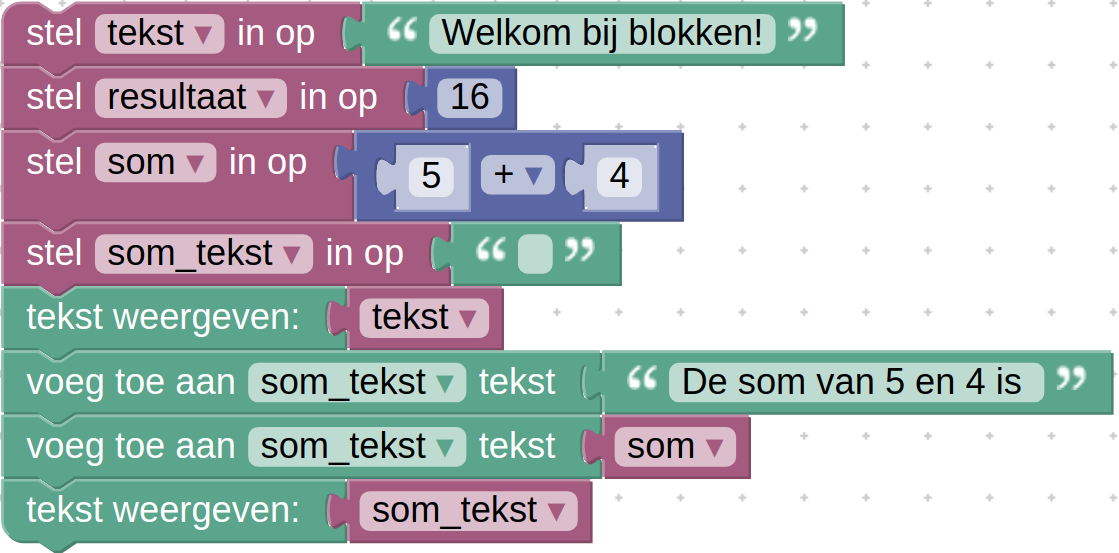 stel tekst ▾ in op “ Welkom bij blokken! ”
stel resultaat ▾ in op 16
stel som ▾ in op 5 + ▾ 4
stel som_tekst ▾ in op “ ”
tekst weergeven: tekst ▾
voeg toe aan som_tekst ▾ tekst “ De som van 5 en 4 is ”
voeg toe aan som_tekst ▾ tekst som ▾
tekst weergeven: som_tekst ▾